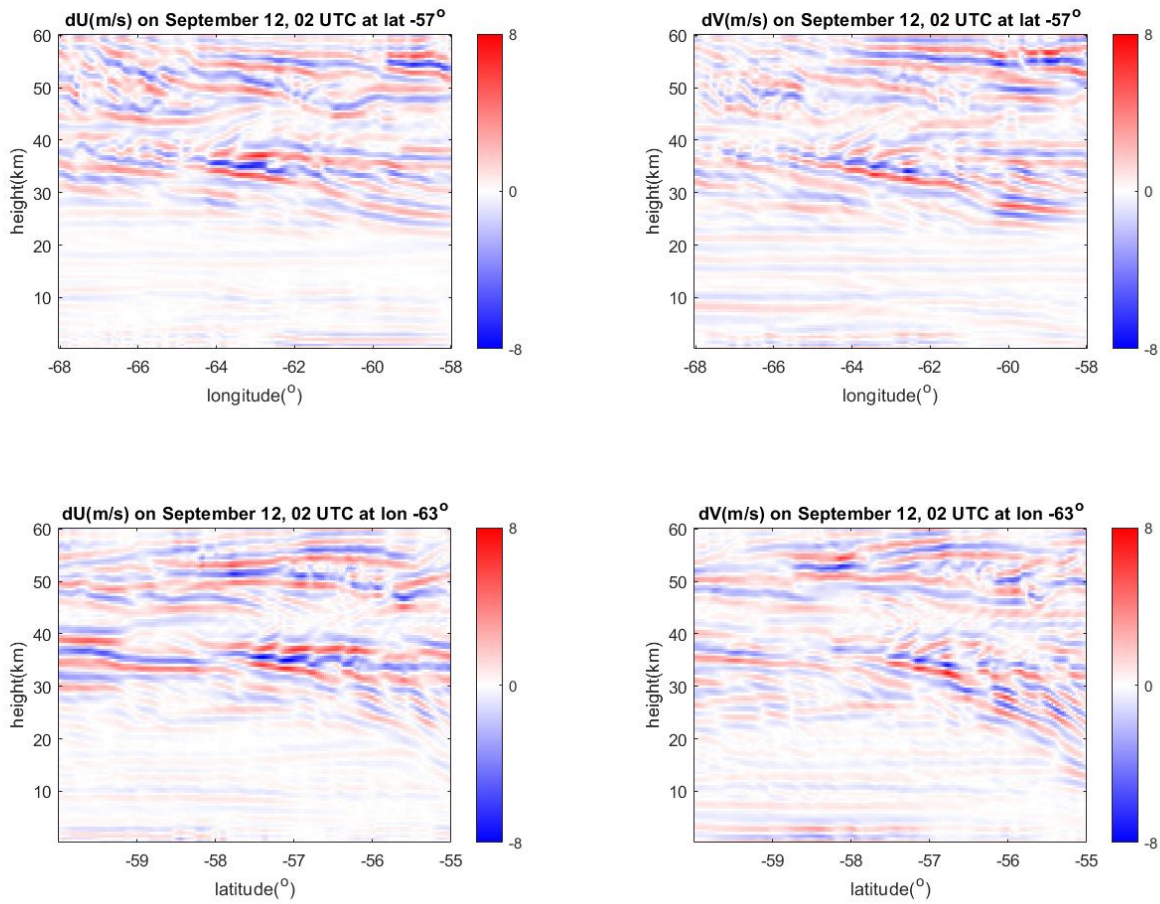 dU(m/s) on September 12, 02 UTC at lat -57o
60
50
40
30
20
10
height(km)
-68 -66 -64 -62 -60 -58
longitude(o)
8
0
-8
dV(m/s) on September 12, 02 UTC at lat -57o
60
50
40
30
20
10
height(km)
-68 -66 -64 -62 -60 -58
longitude(o)
8
0
-8
dU(m/s) on September 12, 02 UTC at lon -63o
60
50
40
30
20
10
height(km)
-59 -58 -57 -56 -55
latitude(o)
8
0
-8
dV(m/s) on September 12, 02 UTC at lon -63o
60
50
40
30
20
10
height(km)
-59 -58 -57 -56 -55
latitude(o)
8
0
-8